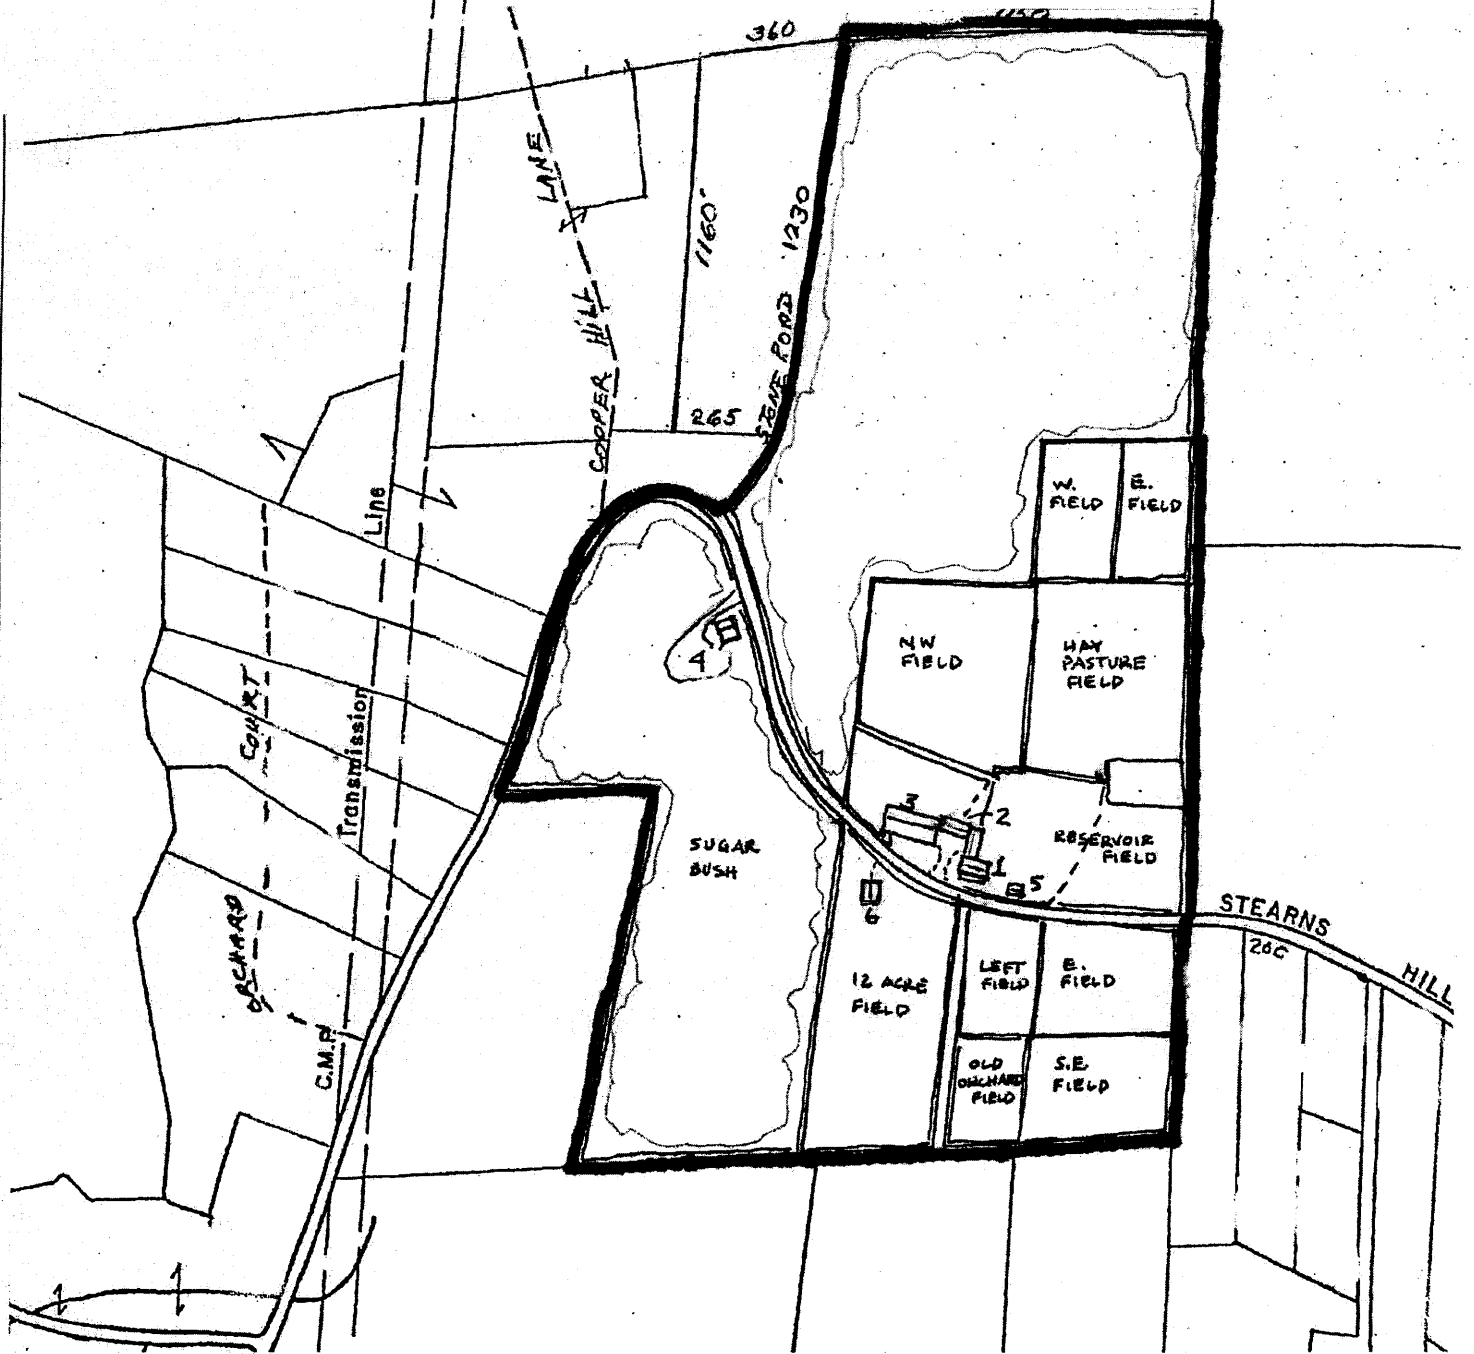 1150
360
LANE
1160'
1230
HILL
STONE ROAD
265
COOPER
W.
FIELD
E.
FIELD
Line
NW
FIELD
HAY
PASTURE
FIELD
4
COURT
Transmission
3
2
RESERVOIR
FIELD
SUGAR
BUSH
1
5
6
STEARNS
HILL
ORCHARD
LEFT
FIELD
E.
FIELD
12 ACRE
FIELD
C.M.P.
OLD
ORCHARD
FIELD
S.E.
FIELD